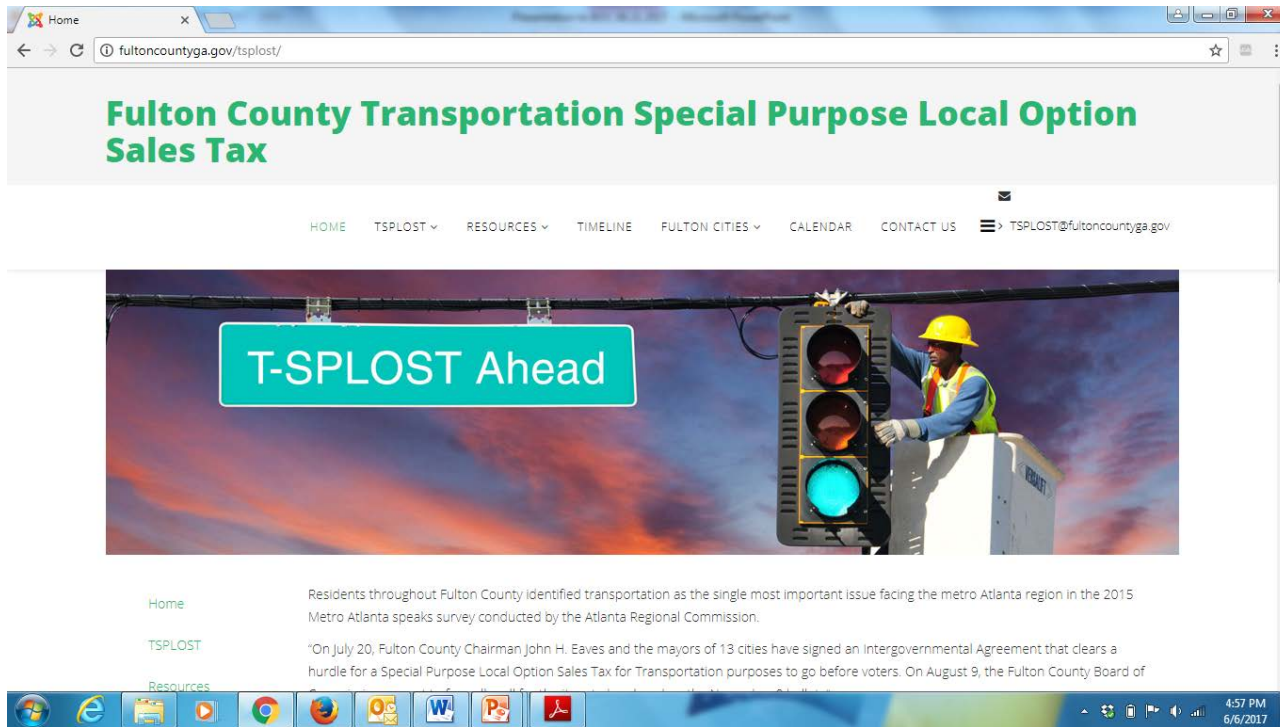 Home
fultoncountyga.gov/tsplost/
Fulton County Transportation Special Purpose Local Option
Sales Tax
HOME TSPLOST RESOURCES TIMELINE FULTON CITIES CALENDAR CONTACT US TSPLOST@fultoncountyga.gov
T-SPLOST Ahead
VERSALIFT
Home
TSPLOST
Resources
Residents throughout Fulton County identified transportation as the single most important issue facing the metro Atlanta region in the 2015
Metro Atlanta speaks survey conducted by the Atlanta Regional Commission.
"On July 20, Fulton County Chairman John H. Eaves and the mayors of 13 cities have signed an Intergovernmental Agreement that clears a
hurdle for a Special Purpose Local Option Sales Tax for Transportation purposes to go before voters. On August 9, the Fulton County Board of
4:57 PM
6/6/2017